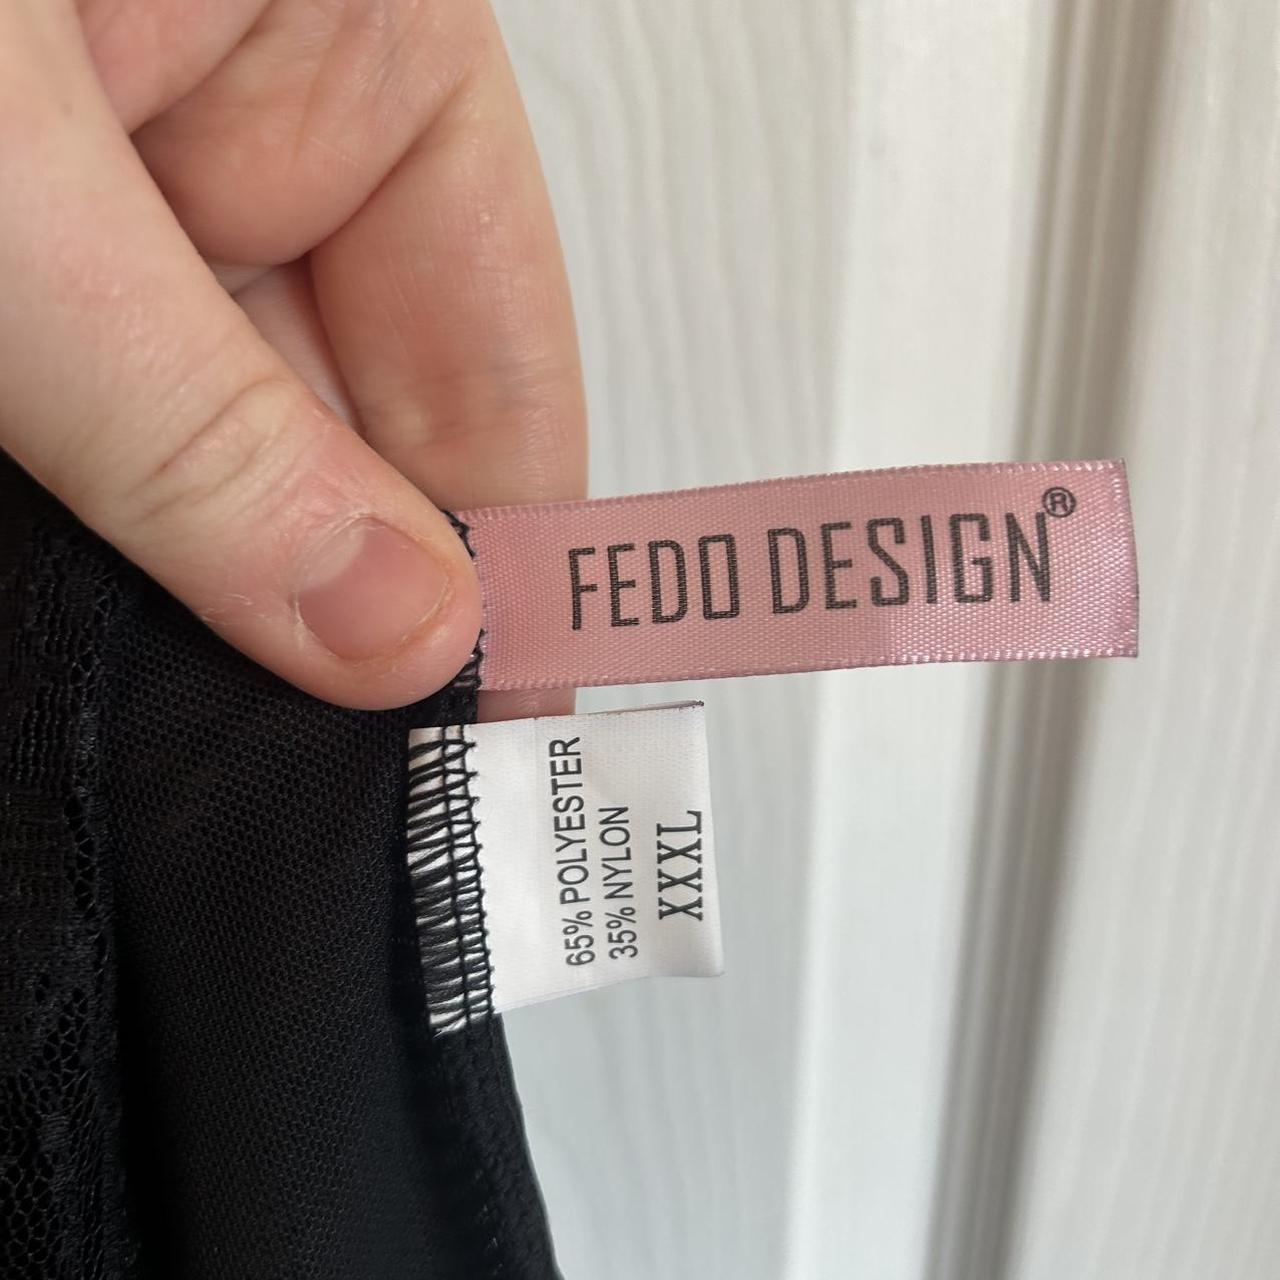 FEDO DESIGN®
65% POLYESTER
35% NYLON
XXXL